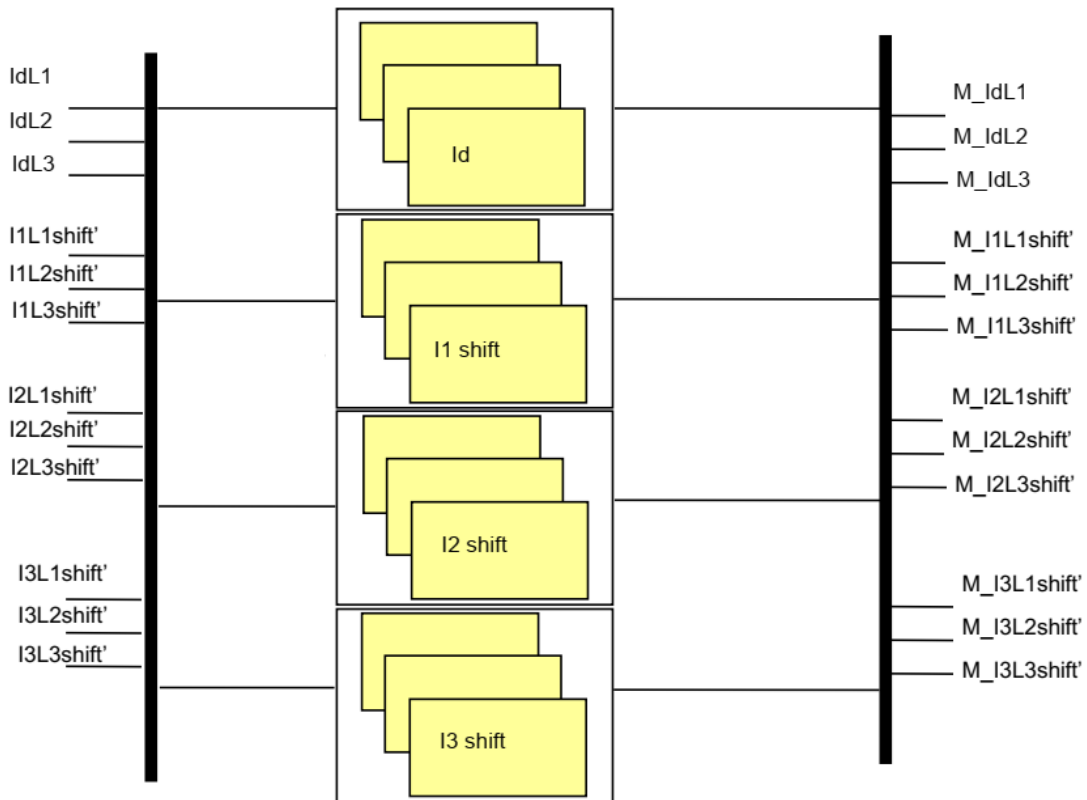 IdL1
IdL2
IdL3
I1L1shift’
I1L2shift’
I1L3shift’
I2L1shift’
I2L2shift’
I2L3shift’
I3L1shift’
I3L2shift’
I3L3shift’
Id
I1 shift
I2 shift
I3 shift
M_IdL1
M_IdL2
M_IdL3
M_I1L1shift’
M_I1L2shift’
M_I1L3shift’
M_I2L1shift’
M_I2L2shift’
M_I2L3shift’
M_I3L1shift’
M_I3L2shift’
M_I3L3shift’